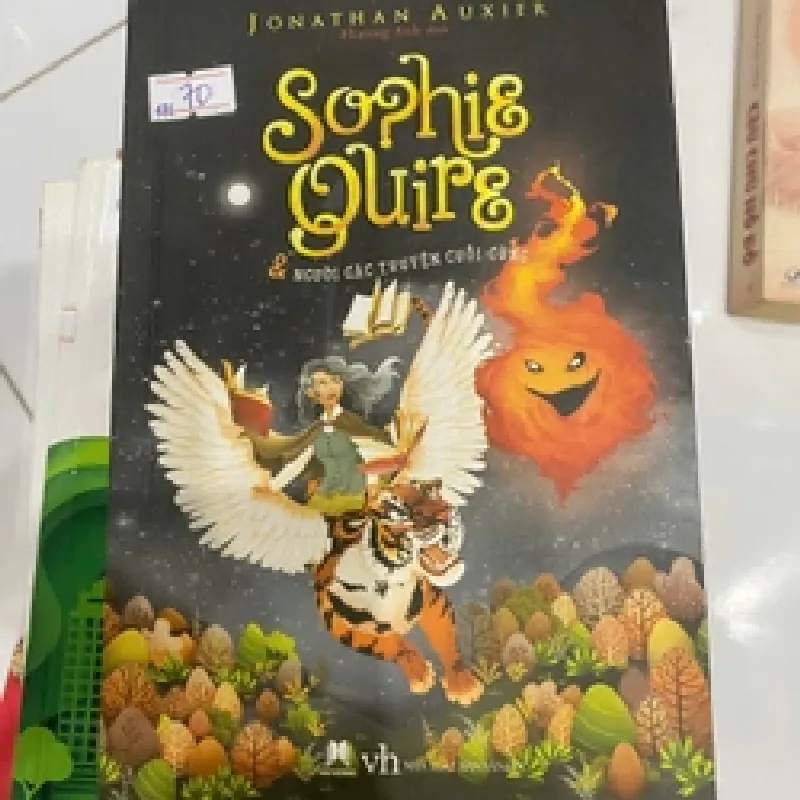 JONATHAN AUXIER
70
Sophie
Quire
& NGƯỜI GÁC TRUYỆN CUỐI CÙNG
vh